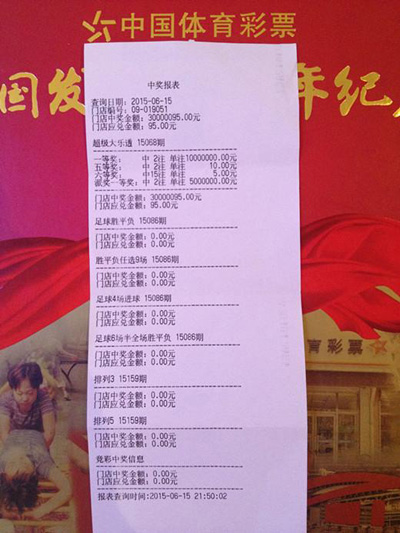 中国体育彩票
国发
年纪
中奖报表
查询日期：2015-06-15
门店编号：09-019051
门店中奖金额：30000095.00元
门店应兑金额：95.00元
超级大乐透 15068期
一等奖： 中 2注 单注10000000.00元
五等奖： 中 2注 单注 10.00元
六等奖： 中15注 单注 5.00元
派奖一等奖：中 2注 单注 5000000.00元
门店中奖金额：30000095.00元
门店应兑金额：95.00元
足球胜平负 15086期
门店中奖金额：0.00元
门店应兑金额：0.00元
胜平负任选9场 15086期
门店中奖金额：0.00元
门店应兑金额：0.00元
足球4场进球 15086期
门店中奖金额：0.00元
门店应兑金额：0.00元
足球6场半全场胜平负 15086期
门店中奖金额：0.00元
门店应兑金额：0.00元
育彩票
排列3 15159期
门店中奖金额：0.00元
门店应兑金额：0.00元
排列5 15159期
门店中奖金额：0.00元
门店应兑金额：0.00元
竞彩中奖信息
门店中奖金额：0.00元
门店应兑金额：0.00元
报表查询时间：2015-06-15 21:50:02